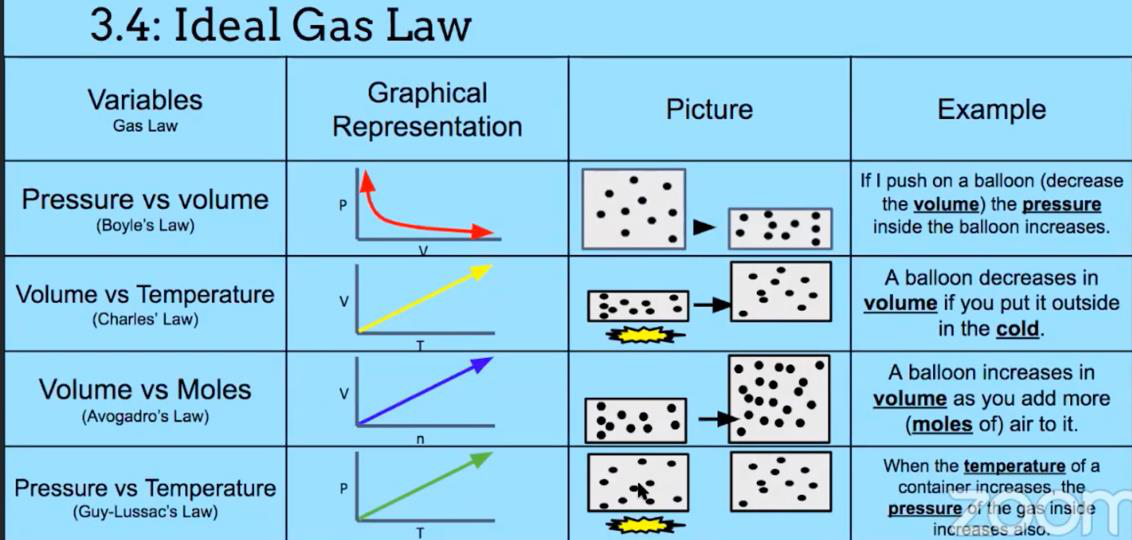 3.4: Ideal Gas Law
Variables
Gas Law
Graphical
Representation
Picture
Example
Pressure vs volume
(Boyle's Law)
P
V
If I push on a balloon (decrease
the volume) the pressure
inside the balloon increases.
Volume vs Temperature
(Charles' Law)
V
T
A balloon decreases in
volume if you put it outside
in the cold.
Volume vs Moles
(Avogadro's Law)
V
n
A balloon increases in
volume as you add more
(moles of) air to it.
Pressure vs Temperature
(Guy-Lussac's Law)
P
T
When the temperature of a
container increases, the
pressure of the gas inside
increases also.
zoom